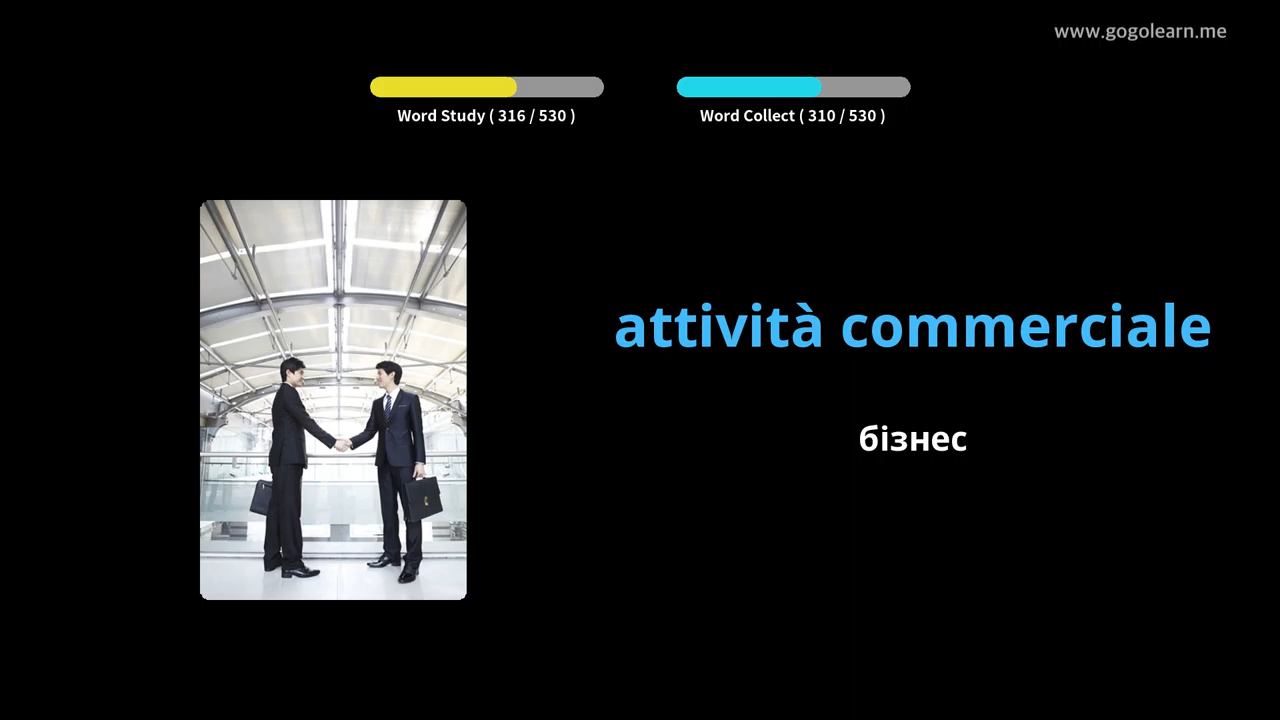 www.gogolearn.me
Word Study ( 316 / 530 )
Word Collect ( 310 / 530 )
attività commerciale
бізнес